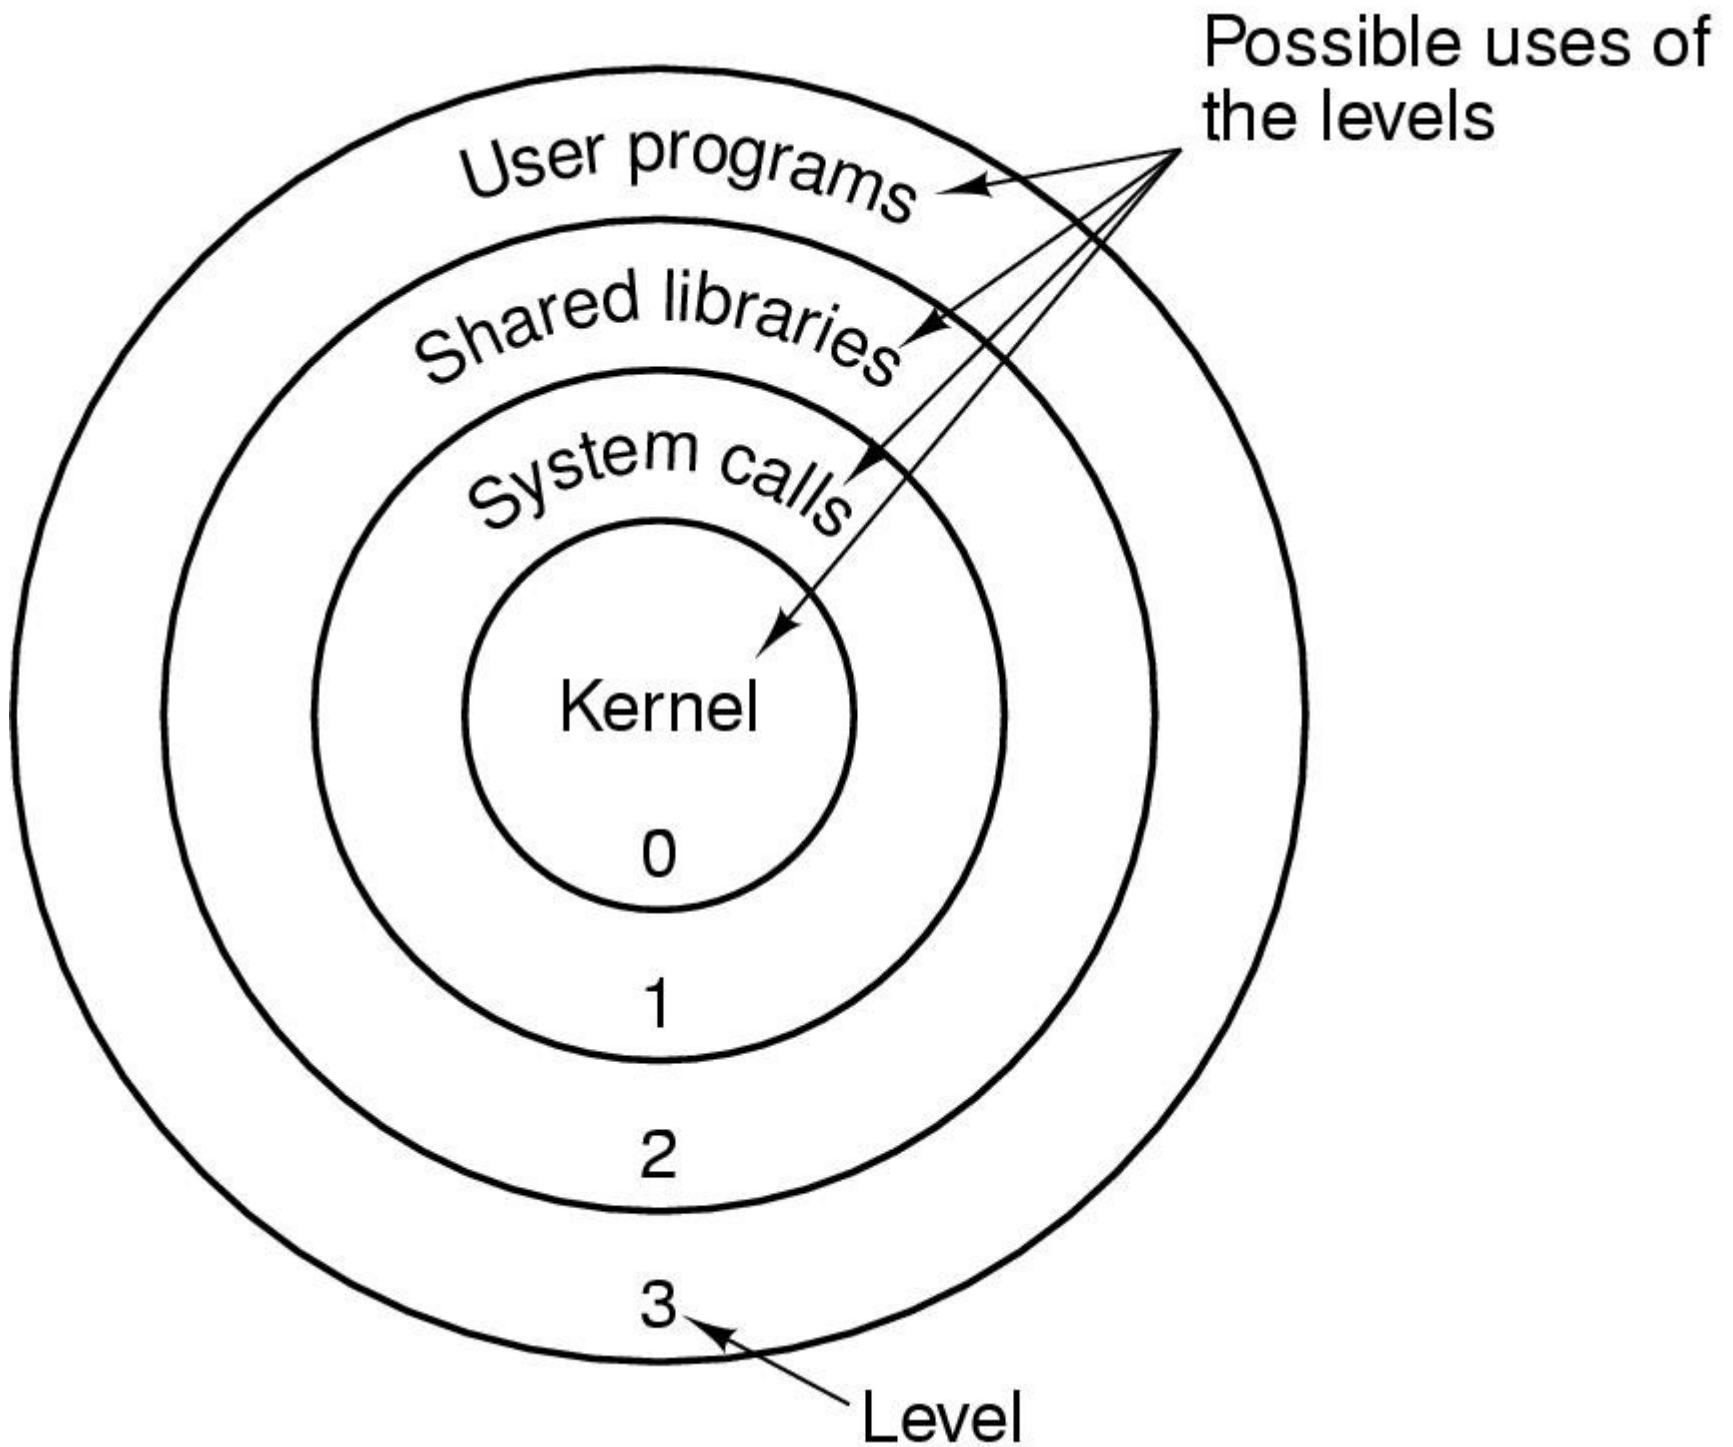 Possible uses of
the levels
User programs
Shared libraries
System calls
Kernel
0
1
2
3
Level